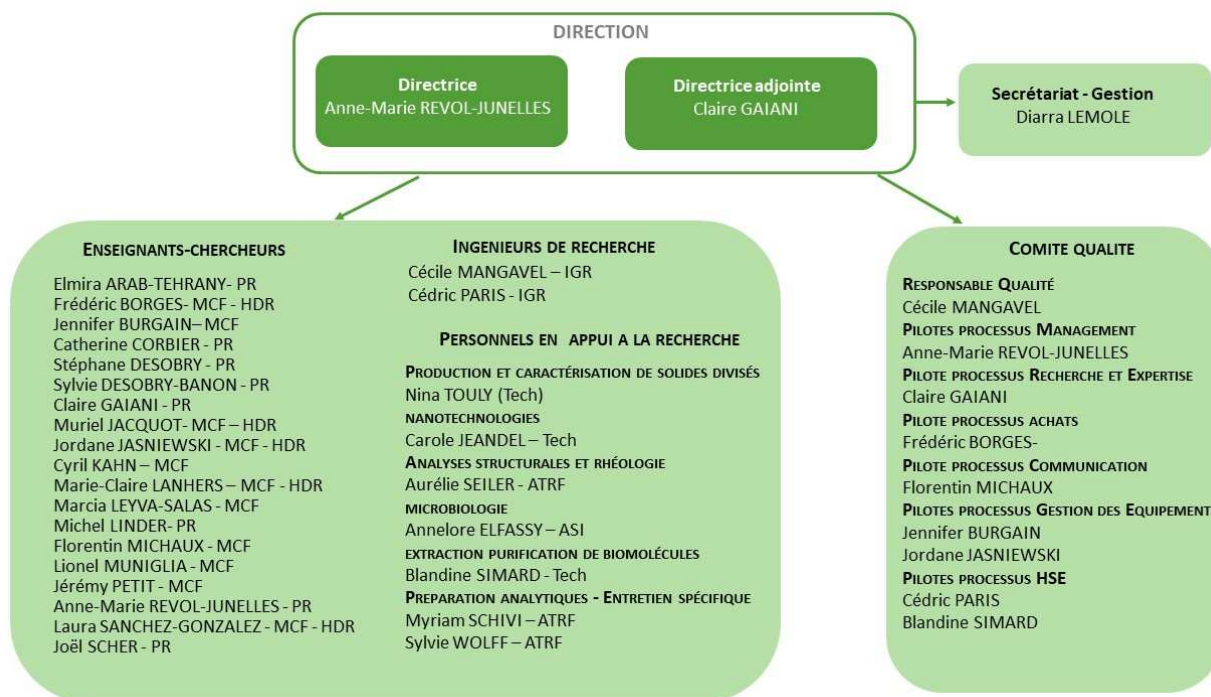 DIRECTION
Directrice
Anne-Marie REVOL-JUNELLES
Directrice adjointe
Claire GAIANI
Secrétariat - Gestion
Diarra LEMOLE
ENSEIGNANTS-CHERCHEURS
Elmira ARAB-TEHRANY- PR
Frédéric BORGES- MCF - HDR
Jennifer BURGAIN– MCF
Catherine CORBIER - PR
Stéphane DESOBRY - PR
Sylvie DESOBRY-BANON - PR
Claire GAIANI - PR
Muriel JACQUOT- MCF – HDR
Jordane JASNIEWSKI - MCF - HDR
Cyril KAHN – MCF
Marie-Claire LANHERS – MCF - HDR
Marcia LEYVA-SALAS - MCF
Michel LINDER- PR
Florentin MICHAUX - MCF
Lionel MUNIGLIA - MCF
Jérémy PETIT - MCF
Anne-Marie REVOL-JUNELLES - PR
Laura SANCHEZ-GONZALEZ - MCF - HDR
Joël SCHER - PR
INGENIEURS DE RECHERCHE
Cécile MANGAVEL – IGR
Cédric PARIS - IGR
PERSONNELS EN APPUI A LA RECHERCHE
PRODUCTION ET CARACTÉRISATION DE SOLIDES DIVISÉS
Nina TOULY (Tech)
NANOTECHNOLOGIES
Carole JEANDEL – Tech
ANALYSES STRUCTURALES ET RHÉOLOGIE
Aurélie SEILER - ATRF
MICROBIOLOGIE
Annelore ELFASSY – ASI
EXTRACTION PURIFICATION DE BIOMOLÉCULES
Blandine SIMARD - Tech
PREPARATION ANALYTIQUES - ENTRETIEN SPÉCIFIQUE
Myriam SCHIVI – ATRF
Sylvie WOLFF – ATRF
COMITE QUALITE
RESPONSABLE QUALITÉ
Cécile MANGAVEL
PILOTES PROCESSUS MANAGEMENT
Anne-Marie REVOL-JUNELLES
PILOTE PROCESSUS RECHERCHE ET EXPERTISE
Claire GAIANI
PILOTE PROCESSUS ACHATS
Frédéric BORGES-
PILOTE PROCESSUS COMMUNICATION
Florentin MICHAUX
PILOTES PROCESSUS GESTION DES EQUIPEMENT
Jennifer BURGAIN
Jordane JASNIEWSKI
PILOTES PROCESSUS HSE
Cédric PARIS
Blandine SIMARD